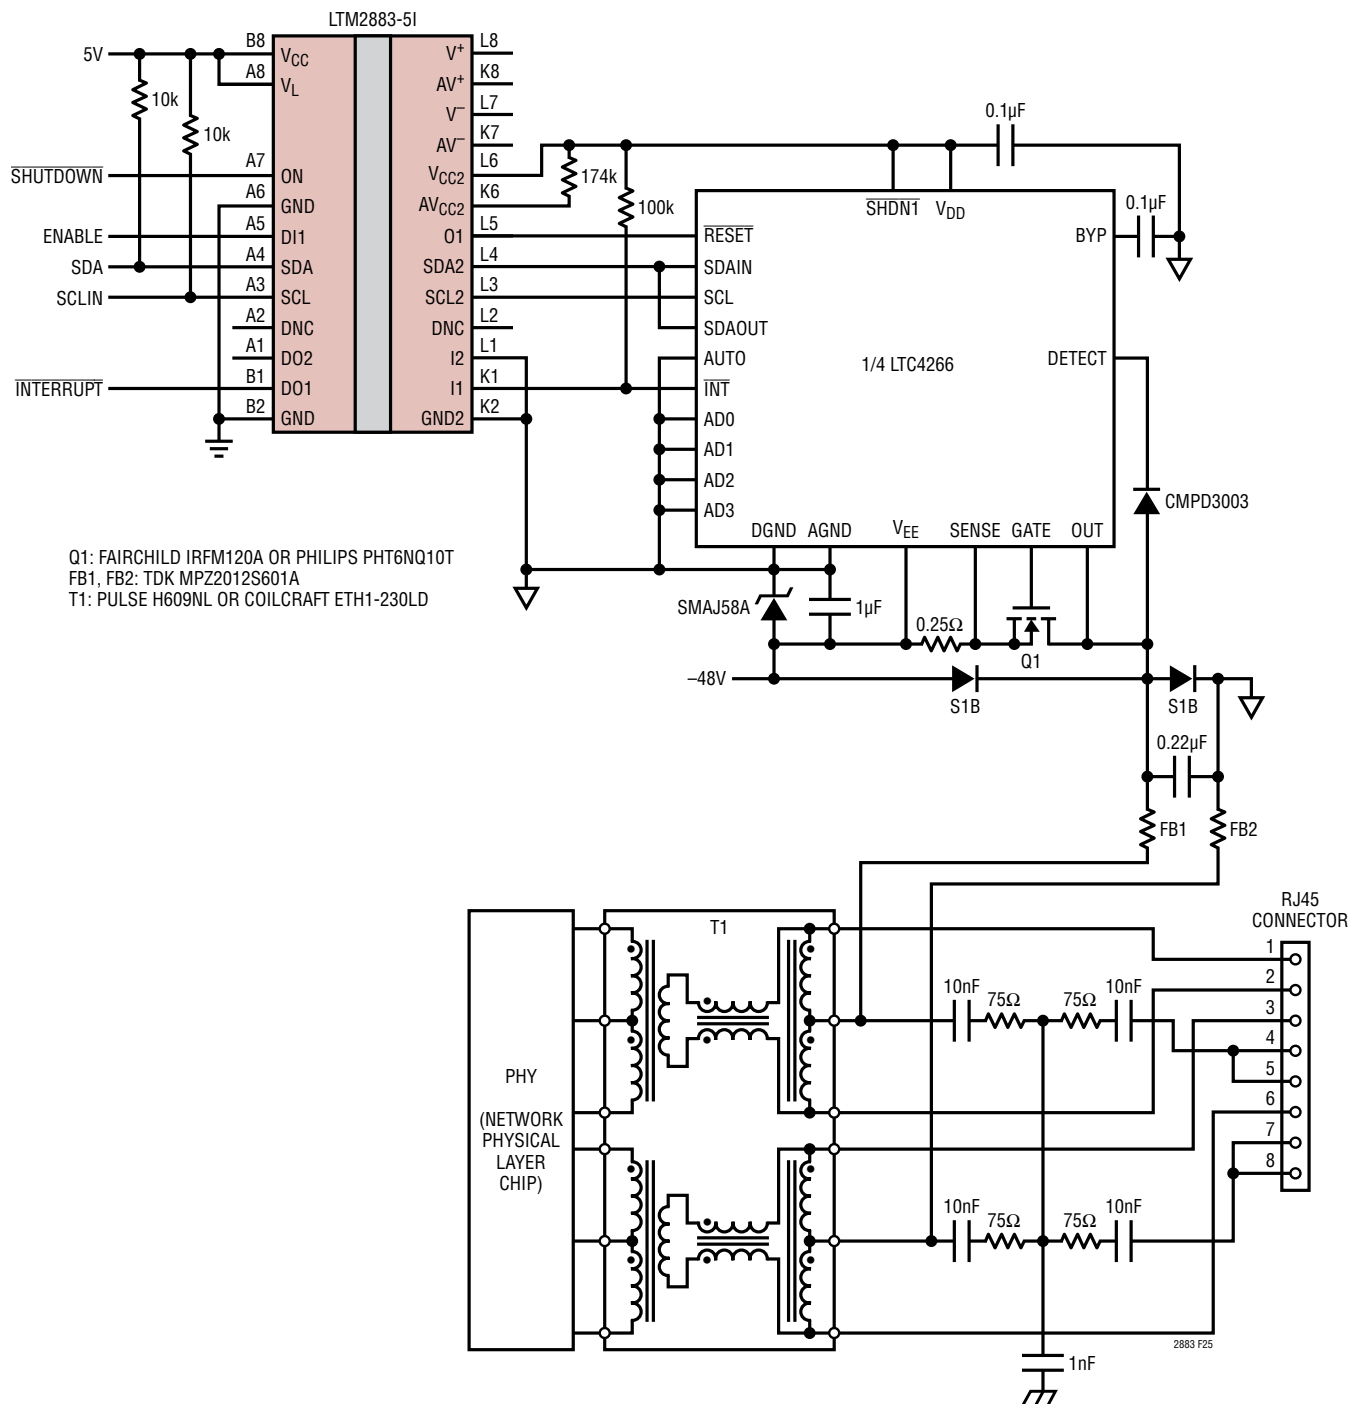 LTM2883-5I
5V
B8
VCC
A8
VL
10k
10k
SHUTDOWN
A7
ON
A6
GND
ENABLE
A5
DI1
SDA
A4
SDA
SCLIN
A3
SCL
A2
DNC
A1
DO2
INTERRUPT
B1
DO1
B2
GND
V+
L8
AV+
K8
V–
L7
AV–
K7
VCC2
L6
AVCC2
K6
O1
L5
SDA2
L4
SCL2
L3
DNC
L2
I2
L1
I1
K1
GND2
K2
174k
100k
0.1µF
0.1µF
SHDN1
VDD
BYP
RESET
SDAIN
SCL
SDAOUT
AUTO
INT
AD0
AD1
AD2
AD3
1/4 LTC4266
DETECT
DGND
AGND
VEE
SENSE
GATE
OUT
CMPD3003
Q1: FAIRCHILD IRFM120A OR PHILIPS PHT6NQ10T
FB1, FB2: TDK MPZ2012S601A
T1: PULSE H609NL OR COILCRAFT ETH1-230LD
SMAJ58A
1µF
0.25Ω
Q1
–48V
S1B
S1B
0.22µF
FB1
FB2
RJ45
CONNECTOR
T1
1
2
3
4
5
6
7
8
10nF
75Ω
75Ω
10nF
PHY
(NETWORK
PHYSICAL
LAYER
CHIP)
10nF
75Ω
75Ω
10nF
2883 F25
1nF